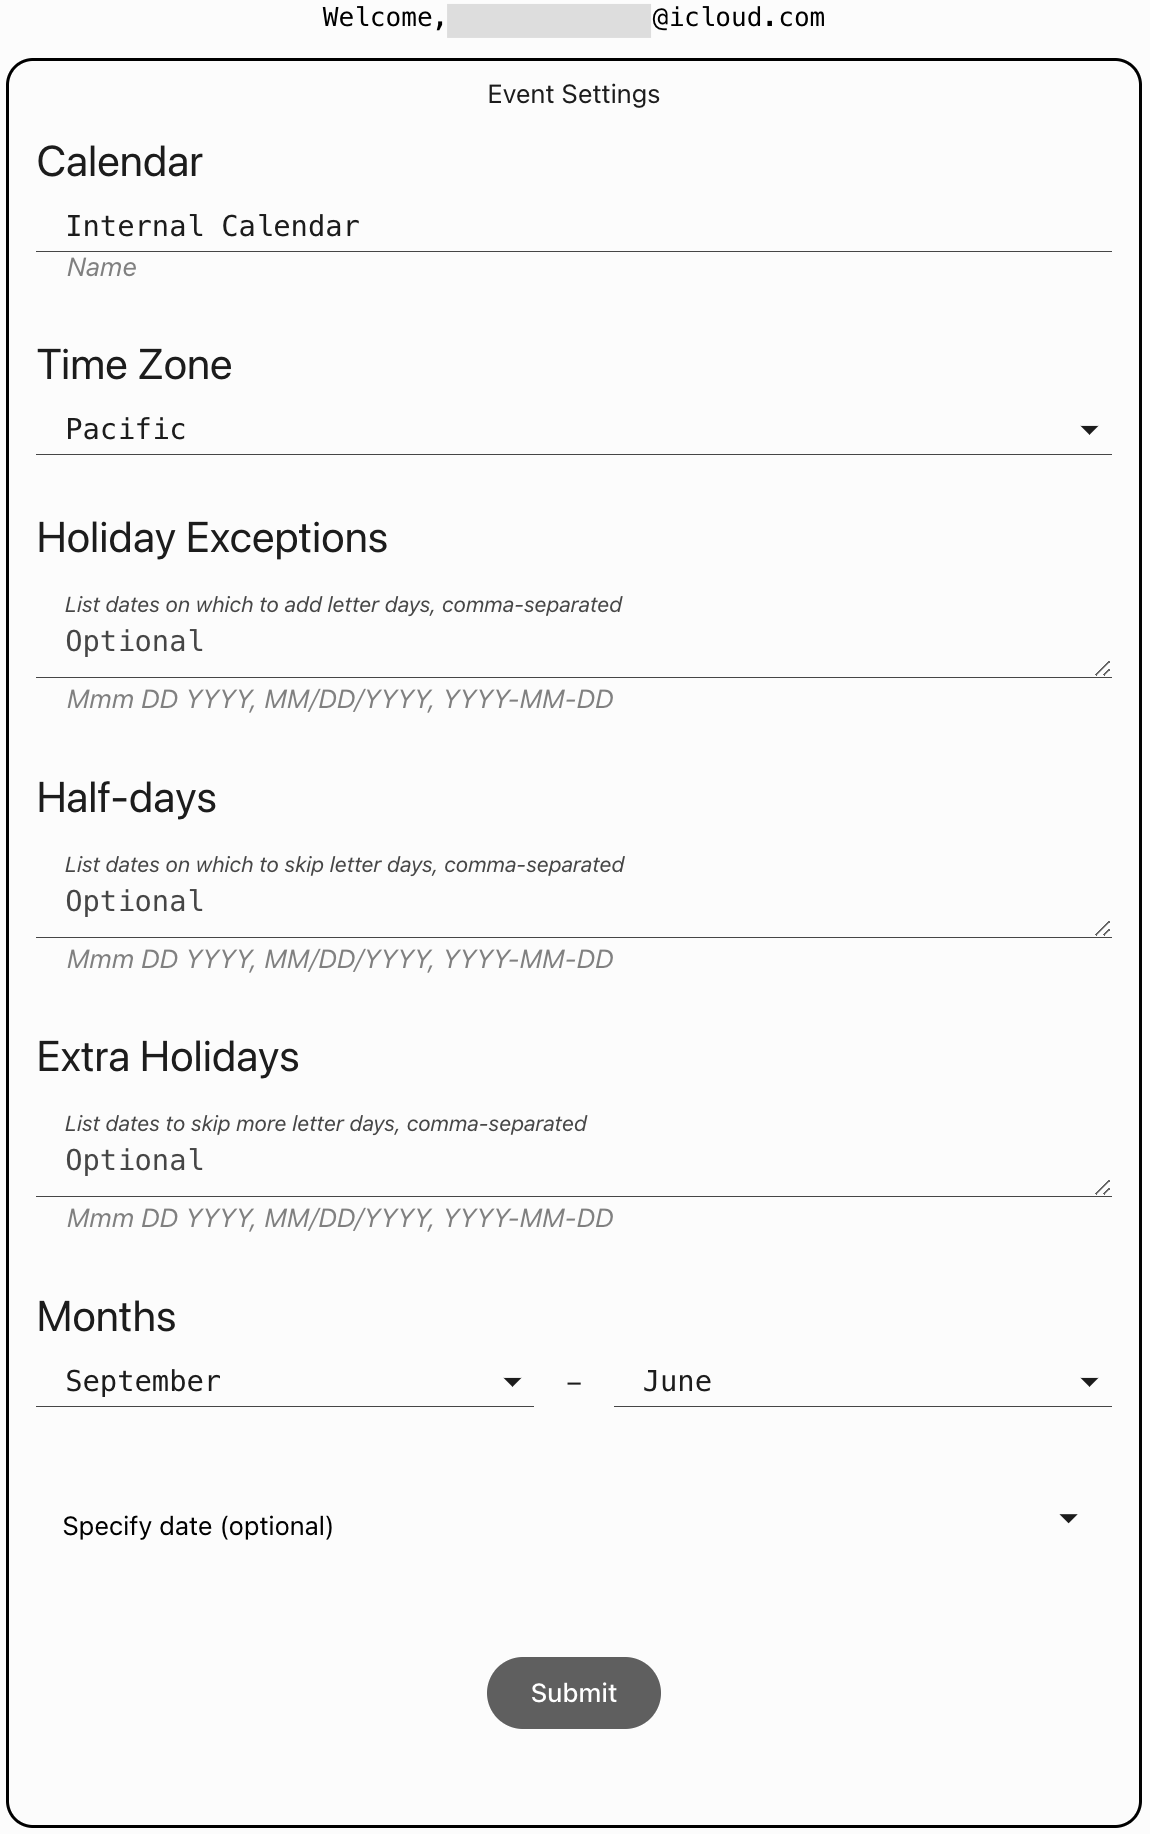 Welcome, @icloud.com
Event Settings
Calendar
Internal Calendar
Name
Time Zone
Pacific
Holiday Exceptions
List dates on which to add letter days, comma-separated
Optional
Mmm DD YYYY, MM/DD/YYYY, YYYY-MM-DD
Half-days
List dates on which to skip letter days, comma-separated
Optional
Mmm DD YYYY, MM/DD/YYYY, YYYY-MM-DD
Extra Holidays
List dates to skip more letter days, comma-separated
Optional
Mmm DD YYYY, MM/DD/YYYY, YYYY-MM-DD
Months
September – June
Specify date (optional)
Submit